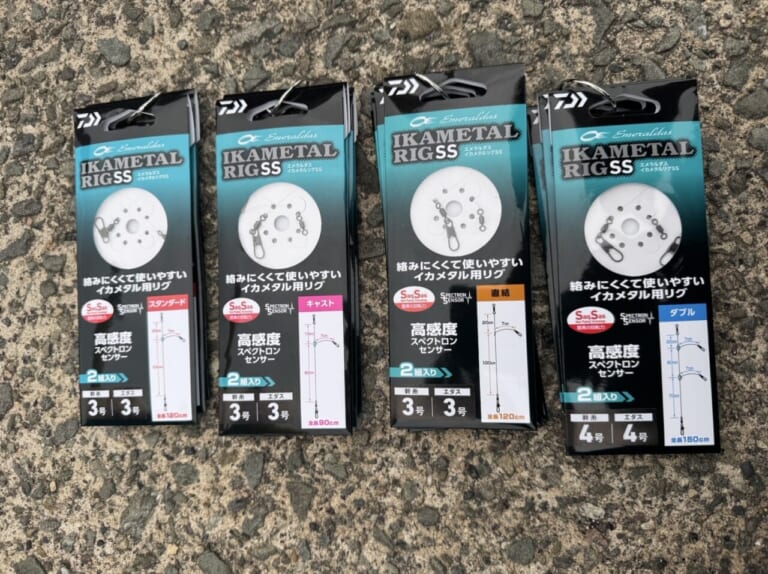 Emeraldas
IKAMETAL
RIG SS
エメラルダス
イカメタルリグSS
絡みにくくて使いやすい
イカメタル用リグ
SaqSas
SPECTRON
SENSOR
スタンダード
高感度
スペクトロン
センサー
2組入り
幹糸
エダス
3号
3号
全長120cm
Emeraldas
IKAMETAL
RIG SS
エメラルダス
イカメタルリグSS
絡みにくくて使いやすい
イカメタル用リグ
SaqSas
SPECTRON
SENSOR
キャスト
高感度
スペクトロン
センサー
2組入り
幹糸
エダス
3号
3号
全長90cm
Emeraldas
IKAMETAL
RIG SS
エメラルダス
イカメタルリグSS
絡みにくくて使いやすい
イカメタル用リグ
SaqSas
SPECTRON
SENSOR
直結
高感度
スペクトロン
センサー
2組入り
幹糸
エダス
3号
3号
全長120cm
Emeraldas
IKAMETAL
RIG SS
エメラルダス
イカメタルリグSS
絡みにくくて使いやすい
イカメタル用リグ
SaqSas
SPECTRON
SENSOR
ダブル
高感度
スペクトロン
センサー
2組入り
幹糸
エダス
4号
4号
全長150cm